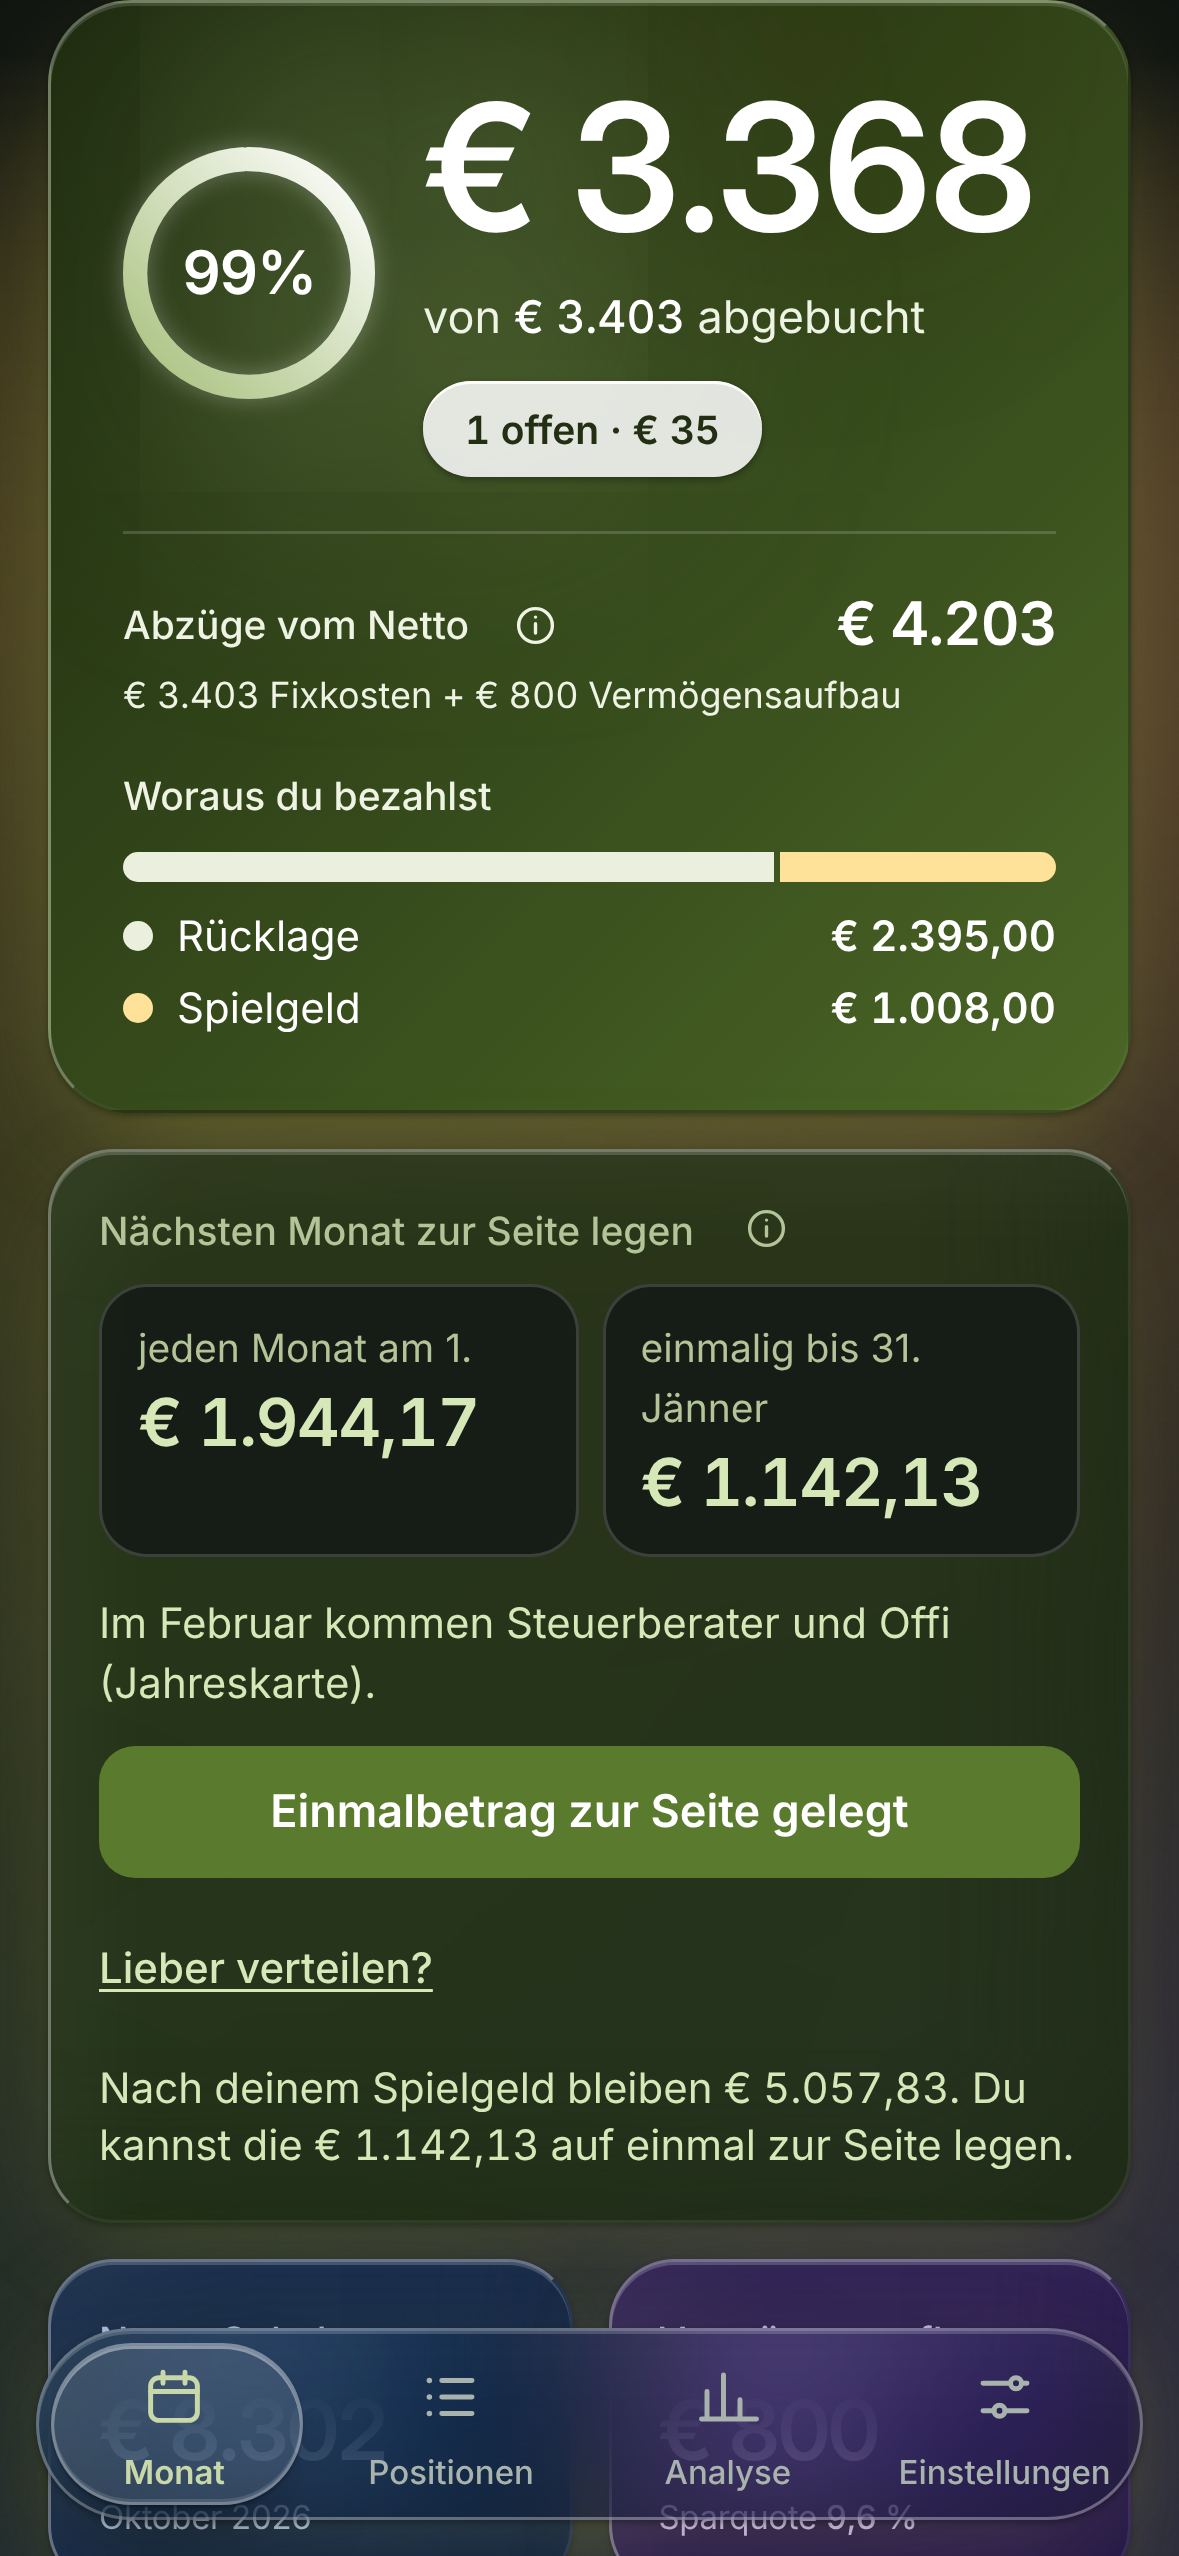 99%
€ 3.368
von € 3.403 abgebucht
1 offen · € 35
Abzüge vom Netto
€ 4.203
€ 3.403 Fixkosten + € 800 Vermögensaufbau
Woraus du bezahlst
Rücklage
€ 2.395,00
Spielgeld
€ 1.008,00
Nächsten Monat zur Seite legen
jeden Monat am 1.
€ 1.944,17
einmalig bis 31.
Jänner
€ 1.142,13
Im Februar kommen Steuerberater und Offi
(Jahreskarte).
Einmalbetrag zur Seite gelegt
Lieber verteilen?
Nach deinem Spielgeld bleiben € 5.057,83. Du
kannst die € 1.142,13 auf einmal zur Seite legen.
€ 8.302
€ 800
Monat
Positionen
Analyse
Einstellungen
Oktober 2026
Sparquote 9,6 %